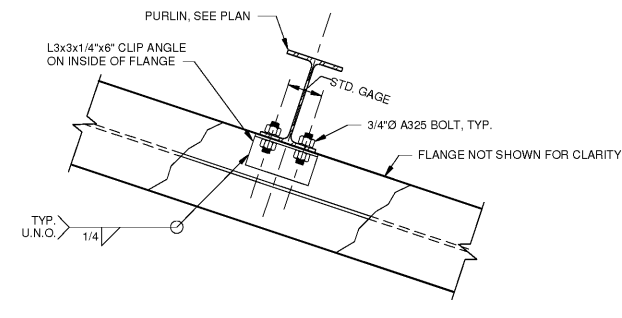 PURLIN, SEE PLAN
L3x3x1/4"x6" CLIP ANGLE
ON INSIDE OF FLANGE
STD. GAGE
3/4"Ø A325 BOLT, TYP.
FLANGE NOT SHOWN FOR CLARITY
TYP.
U.N.O.
1/4